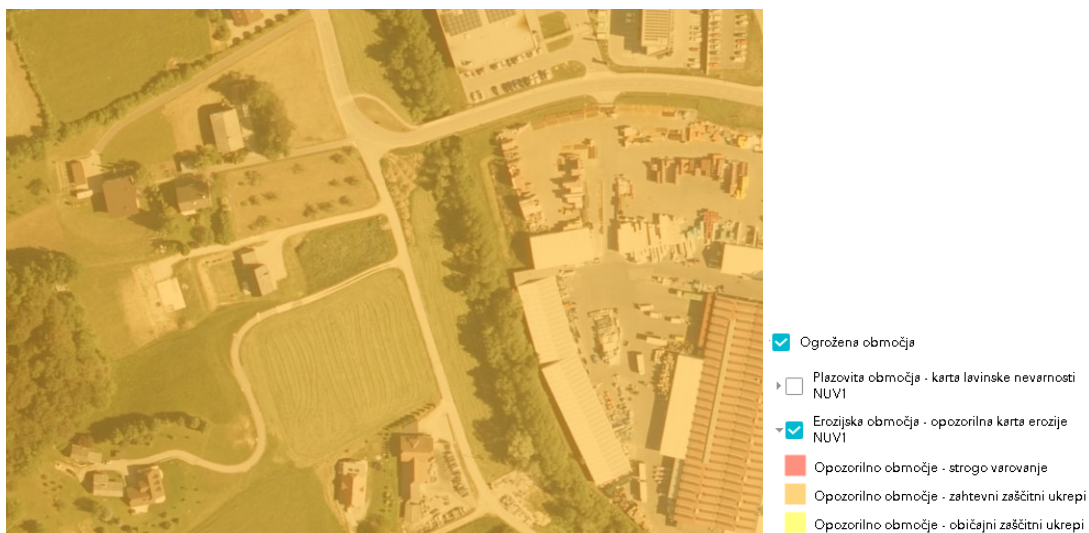 Ogrožena območja
Plazovita območja - karta lavinske nevarnosti
NUV1
Erozijska območja - opozorilna karta erozije
NUV1
Opozorilno območje - strogo varovanje
Opozorilno območje - zahtevni zaščitni ukrepi
Opozorilno območje - običajni zaščitni ukrepi